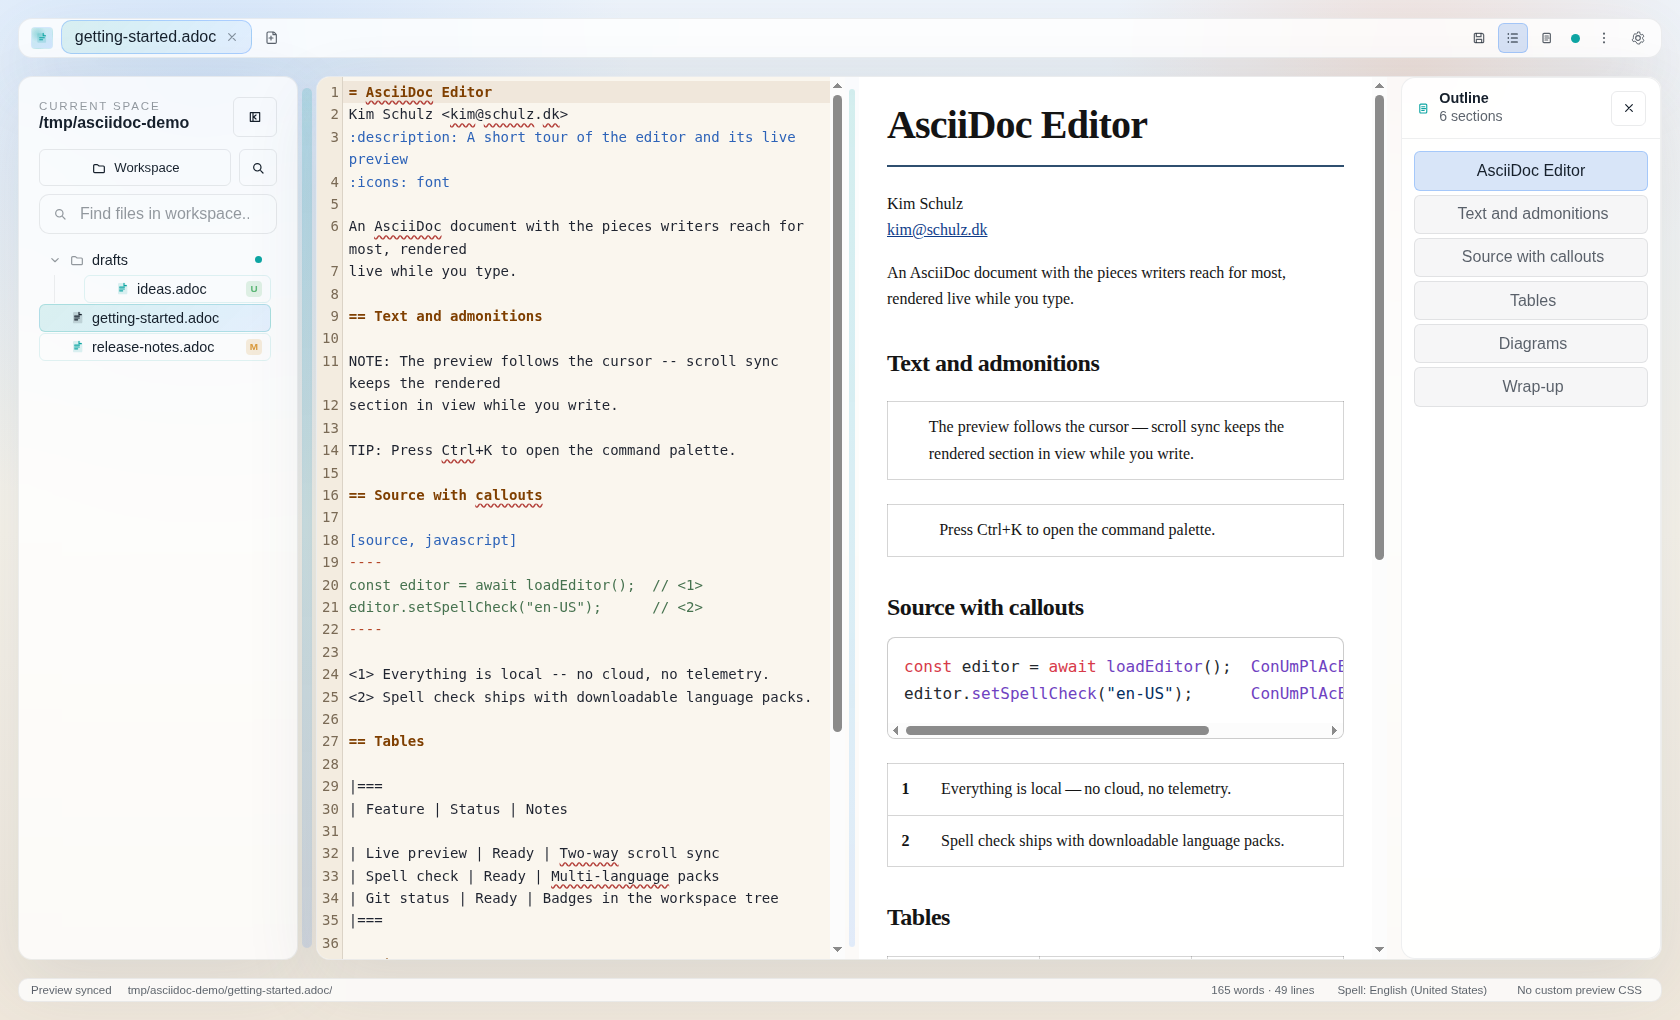 getting-started.adoc
CURRENT SPACE
/tmp/asciidoc-demo
Workspace
Find files in workspace..
drafts
ideas.adoc U
getting-started.adoc
release-notes.adoc M
1 = AsciiDoc Editor
2 Kim Schulz <kim@schulz.dk>
3 :description: A short tour of the editor and its live
preview
4 :icons: font
5
6 An AsciiDoc document with the pieces writers reach for
most, rendered
7 live while you type.
8
9 == Text and admonitions
10
11 NOTE: The preview follows the cursor -- scroll sync
keeps the rendered
12 section in view while you write.
13
14 TIP: Press Ctrl+K to open the command palette.
15
16 == Source with callouts
17
18 [source, javascript]
19 ----
20 const editor = await loadEditor();  // <1>
21 editor.setSpellCheck("en-US");      // <2>
22 ----
23
24 <1> Everything is local -- no cloud, no telemetry.
25 <2> Spell check ships with downloadable language packs.
26
27 == Tables
28
29 |===
30 | Feature | Status | Notes
31
32 | Live preview | Ready | Two-way scroll sync
33 | Spell check | Ready | Multi-language packs
34 | Git status | Ready | Badges in the workspace tree
35 |===
36
AsciiDoc Editor
Kim Schulz
kim@schulz.dk
An AsciiDoc document with the pieces writers reach for most,
rendered live while you type.
Text and admonitions
The preview follows the cursor — scroll sync keeps the
rendered section in view while you write.
Press Ctrl+K to open the command palette.
Source with callouts
const editor = await loadEditor();  ConUmPlAcE
editor.setSpellCheck("en-US");      ConUmPlAcE
1 Everything is local — no cloud, no telemetry.
2 Spell check ships with downloadable language packs.
Tables
Outline
6 sections
AsciiDoc Editor
Text and admonitions
Source with callouts
Tables
Diagrams
Wrap-up
Preview synced tmp/asciidoc-demo/getting-started.adoc/
165 words · 49 lines Spell: English (United States) No custom preview CSS